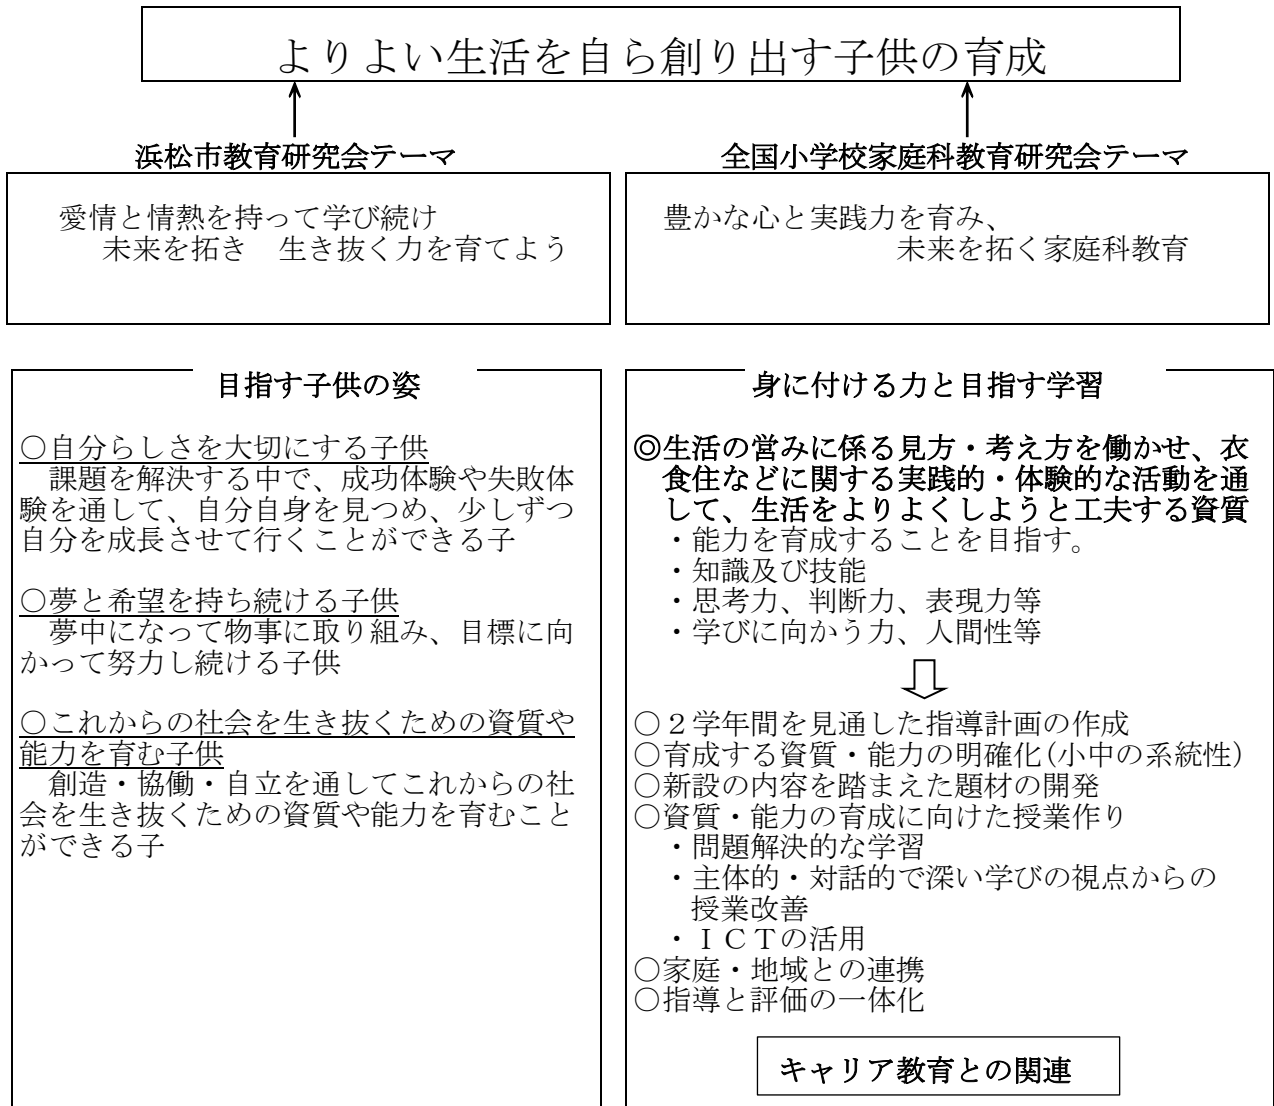 よりよい生活を自ら創り出す子供の育成
浜松市教育研究会テーマ
愛情と情熱を持って学び続け
未来を拓き　生き抜く力を育てよう
全国小学校家庭科教育研究会テーマ
豊かな心と実践力を育み、
未来を拓く家庭科教育
目指す子供の姿
○自分らしさを大切にする子供
課題を解決する中で、成功体験や失敗体
験を通して、自分自身を見つめ、少しずつ
自分を成長させて行くことができる子
○夢と希望を持ち続ける子供
夢中になって物事に取り組み、目標に向
かって努力し続ける子供
○これからの社会を生き抜くための資質や
能力を育む子供
創造・協働・自立を通してこれからの社
会を生き抜くための資質や能力を育むこと
ができる子
身に付ける力と目指す学習
◎生活の営みに係る見方・考え方を働かせ、衣
食住などに関する実践的・体験的な活動を通
して、生活をよりよくしようと工夫する資質
・能力を育成することを目指す。
・知識及び技能
・思考力、判断力、表現力等
・学びに向かう力、人間性等
○２学年間を見通した指導計画の作成
○育成する資質・能力の明確化(小中の系統性)
○新設の内容を踏まえた題材の開発
○資質・能力の育成に向けた授業作り
・問題解決的な学習
・主体的・対話的で深い学びの視点からの
授業改善
・ＩＣＴの活用
○家庭・地域との連携
○指導と評価の一体化
キャリア教育との関連